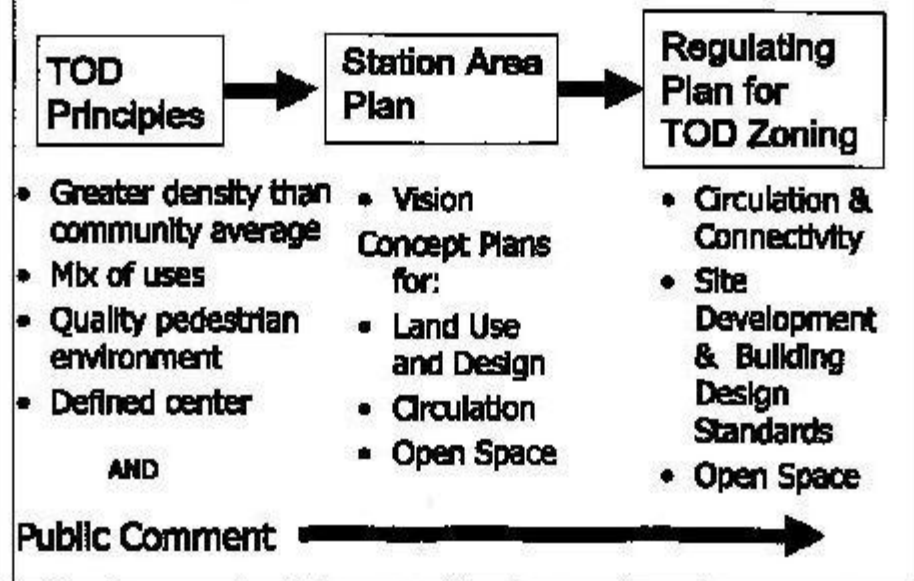 TOD
Principles
Station Area
Plan
Regulating
Plan for
TOD Zoning
• Greater density than
community average
• Mix of uses
• Quality pedestrian
environment
• Defined center
AND
• Vision
Concept Plans
for:
• Land Use
and Design
• Circulation
• Open Space
• Circulation &
Connectivity
• Site
Development
& Building
Design
Standards
• Open Space
Public Comment